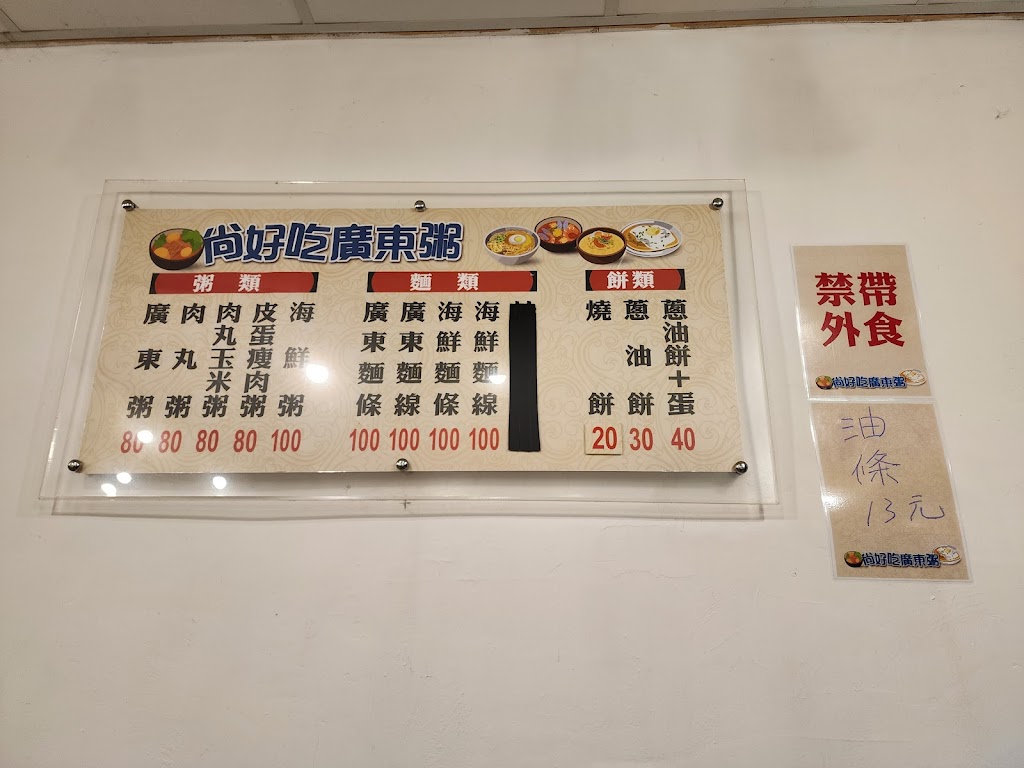 尚好吃廣東粥
粥類
廣東粥 80
肉丸粥 80
肉丸玉米粥 80
皮蛋瘦肉粥 80
海鮮粥 100
麵類
廣東麵條 100
廣東麵線 100
海鮮麵條 100
海鮮麵線 100
餅類
燒餅 20
蔥油餅 30
蔥油餅+蛋 40
禁帶
外食
尚好吃廣東粥
油
條
13元
尚好吃廣東粥